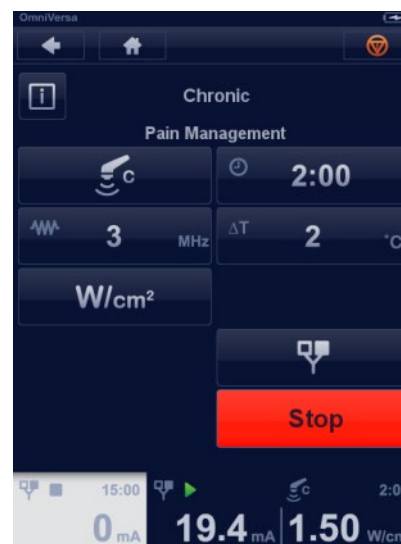 OmniVersa
i
Chronic
Pain Management
C
2:00
3 MHz
ΔT 2 °C
W/cm²
Stop
15:00 C 2:0
0 mA 19.4 mA 1.50 W/cm